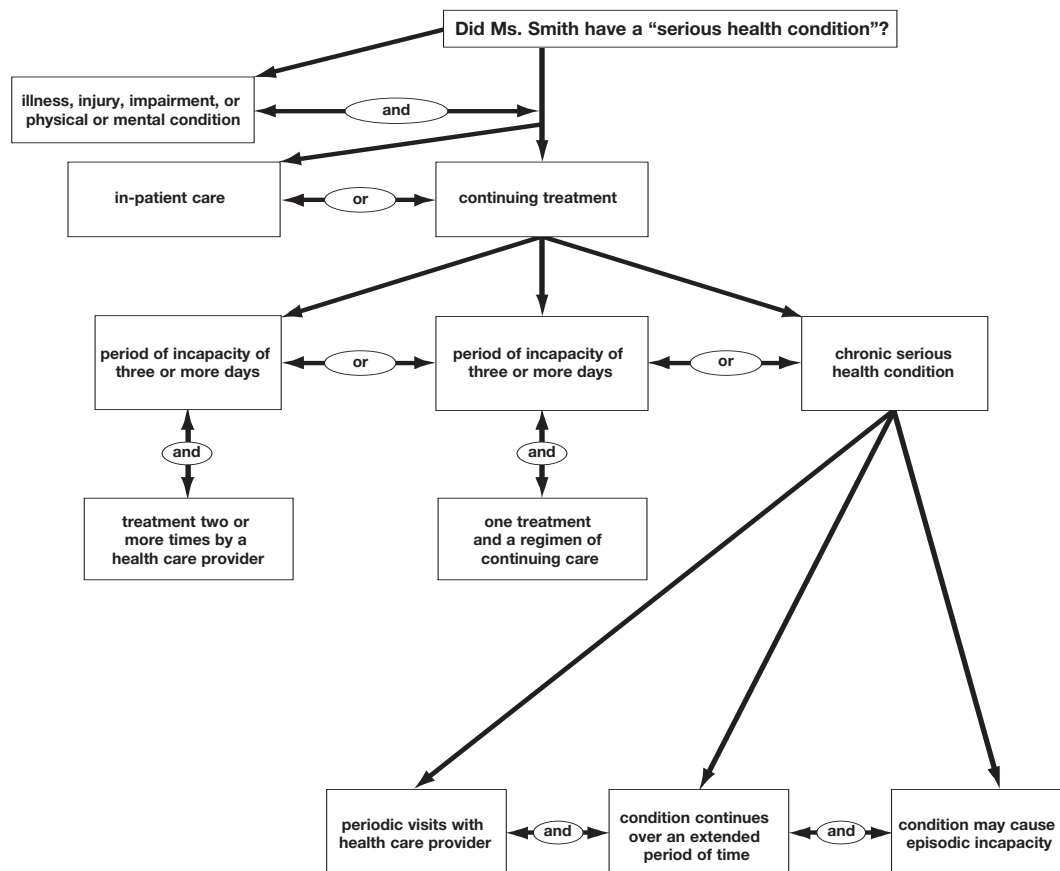 Did Ms. Smith have a “serious health condition”?
illness, injury, impairment, or
physical or mental condition
and
in-patient care
or
continuing treatment
period of incapacity of
three or more days
or
period of incapacity of
three or more days
or
chronic serious
health condition
and
and
treatment two or
more times by a
health care provider
one treatment
and a regimen of
continuing care
periodic visits with
health care provider
and
condition continues
over an extended
period of time
and
condition may cause
episodic incapacity